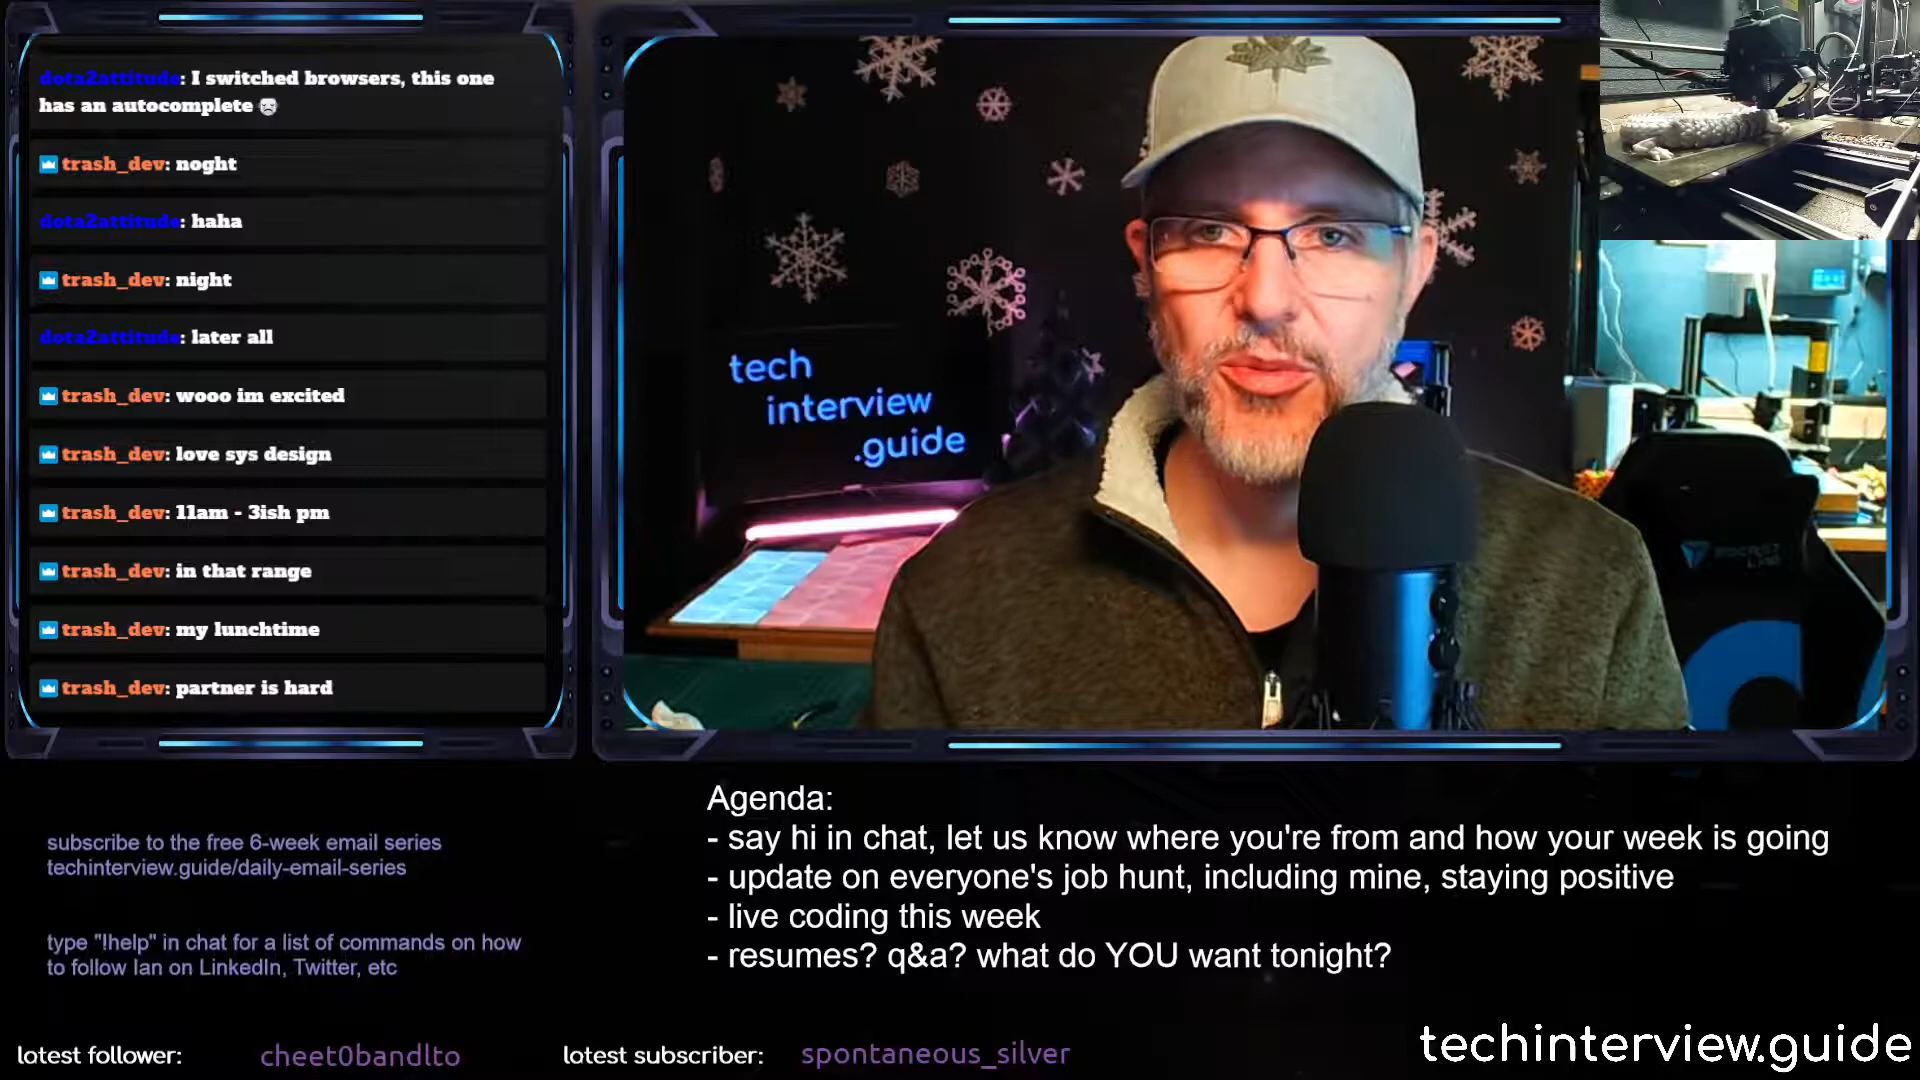 dota2attitude: I switched browsers, this one
has an autocomplete
trash_dev: noght
dota2attitude: haha
trash_dev: night
dota2attitude: later all
trash_dev: wooo im excited
trash_dev: love sys design
trash_dev: 11am - 3ish pm
trash_dev: in that range
trash_dev: my lunchtime
trash_dev: partner is hard
tech
interview
.guide
Agenda:
- say hi in chat, let us know where you're from and how your week is going
- update on everyone's job hunt, including mine, staying positive
- live coding this week
- resumes? q&a? what do YOU want tonight?
subscribe to the free 6-week email series
techinterview.guide/daily-email-series
type "!help" in chat for a list of commands on how
to follow Ian on LinkedIn, Twitter, etc
latest follower: cheet0bandlto
latest subscriber: spontaneous_silver
techinterview.guide